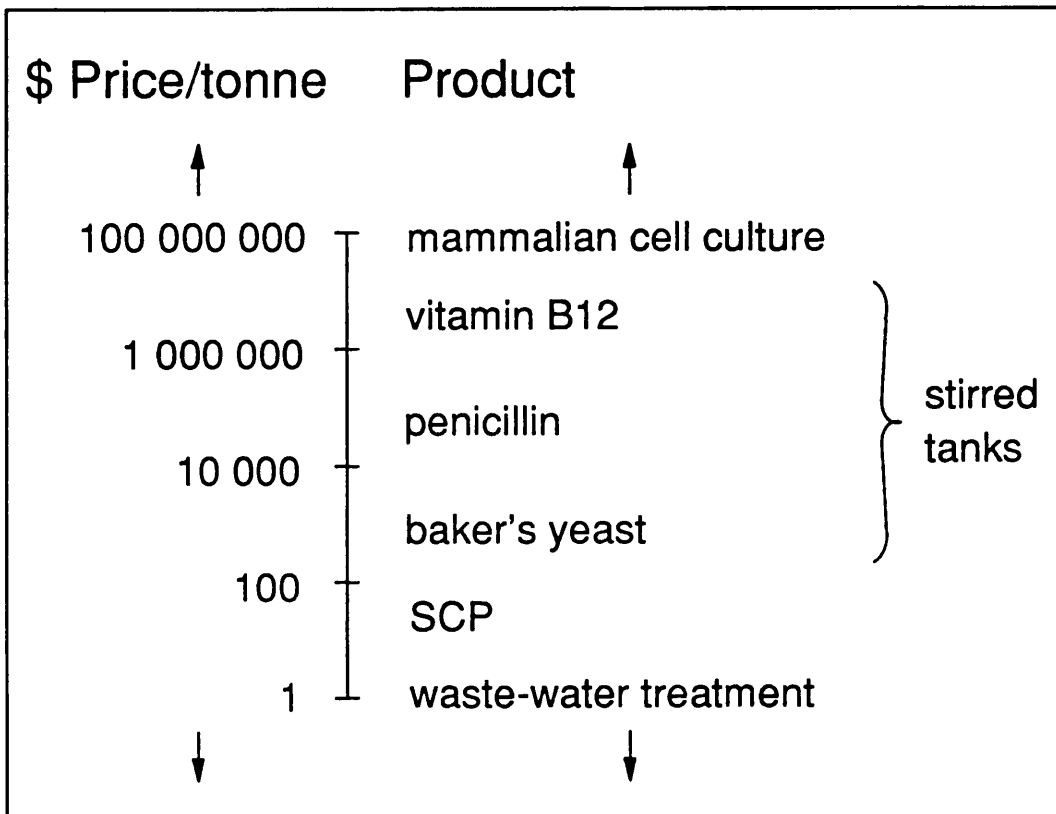 $ Price/tonne Product
100 000 000 mammalian cell culture
vitamin B12
1 000 000
penicillin
stirred
tanks
10 000
baker's yeast
100
SCP
1 waste-water treatment